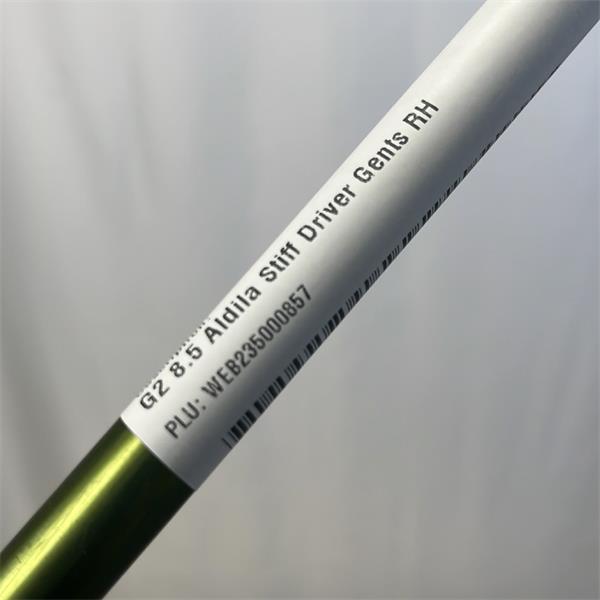 G2 8.5 Aldila Stiff Driver Gents RH
PLU: WEB235000857